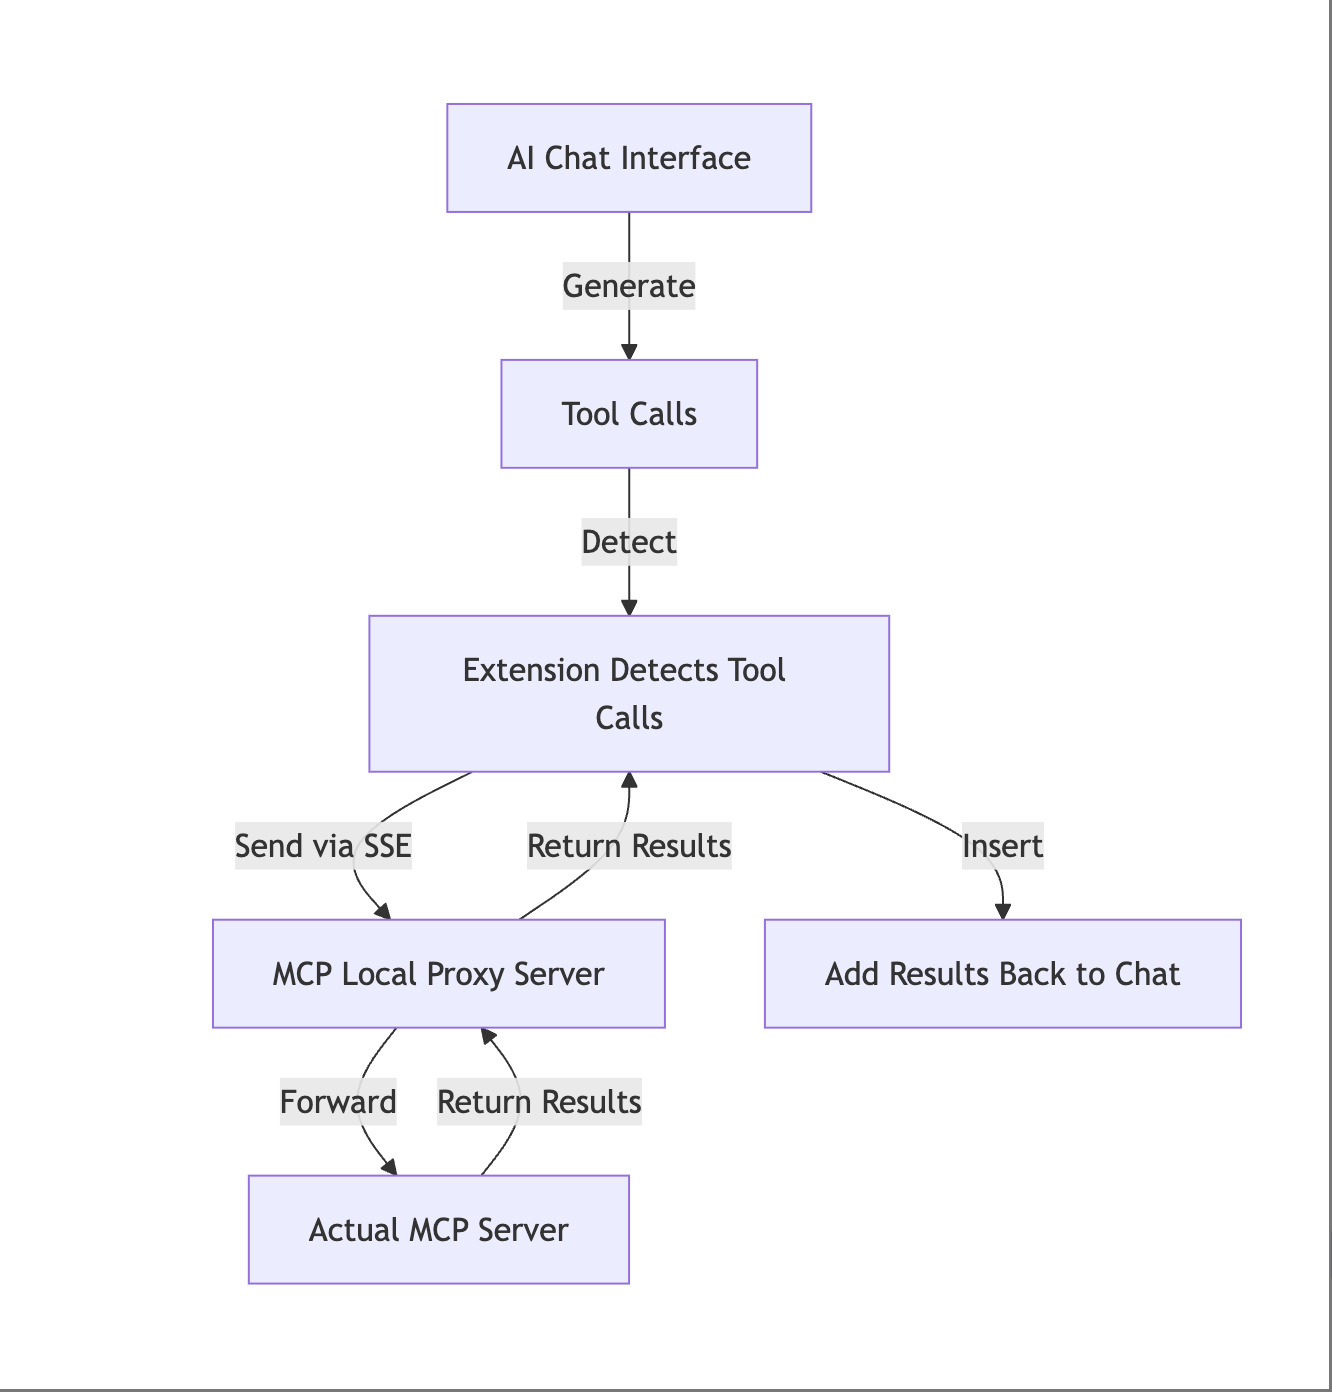 AI Chat Interface
Generate
Tool Calls
Detect
Extension Detects Tool
Calls
Send via SSE
Return Results
Insert
MCP Local Proxy Server
Add Results Back to Chat
Forward
Return Results
Actual MCP Server